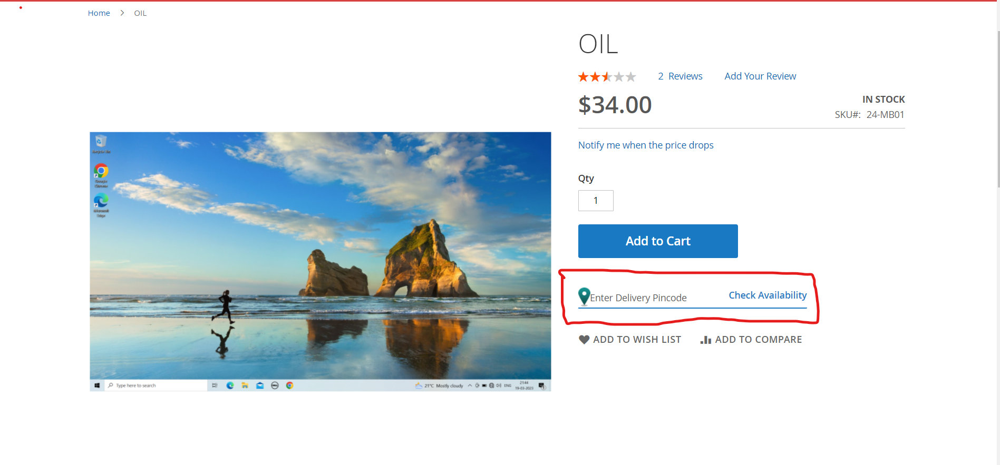 Home > OIL
OIL
2 Reviews Add Your Review
$34.00
IN STOCK
SKU#: 24-MB01
Notify me when the price drops
Qty
1
Add to Cart
Enter Delivery Pincode Check Availability
ADD TO WISH LIST ADD TO COMPARE
Recycle Bin
Google
Chrome
Microsoft
Edge
Type here to search
21°C Mostly cloudy
ENG
21:44
19-03-2023